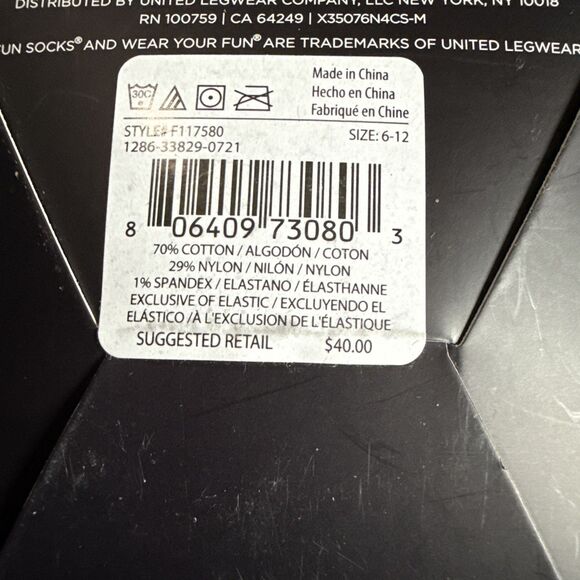 DISTRIBUTED BY UNITED LEGWEAR COMPANY, LLC NEW YORK, NY 10018
RN 100759 | CA 64249 | X35076N4CS-M
UN SOCKS® AND WEAR YOUR FUN® ARE TRADEMARKS OF UNITED LEGWEAR
30C
Made in China
Hecho en China
Fabriqué en Chine
STYLE# F117580 SIZE: 6-12
1286-33829-0721
8 06409 73080 3
70% COTTON / ALGODÓN / COTON
29% NYLON / NILÓN / NYLON
1% SPANDEX / ELASTANO / ÉLASTHANNE
EXCLUSIVE OF ELASTIC / EXCLUYENDO EL
ELÁSTICO / À L'EXCLUSION DE L'ÉLASTIQUE
SUGGESTED RETAIL $40.00